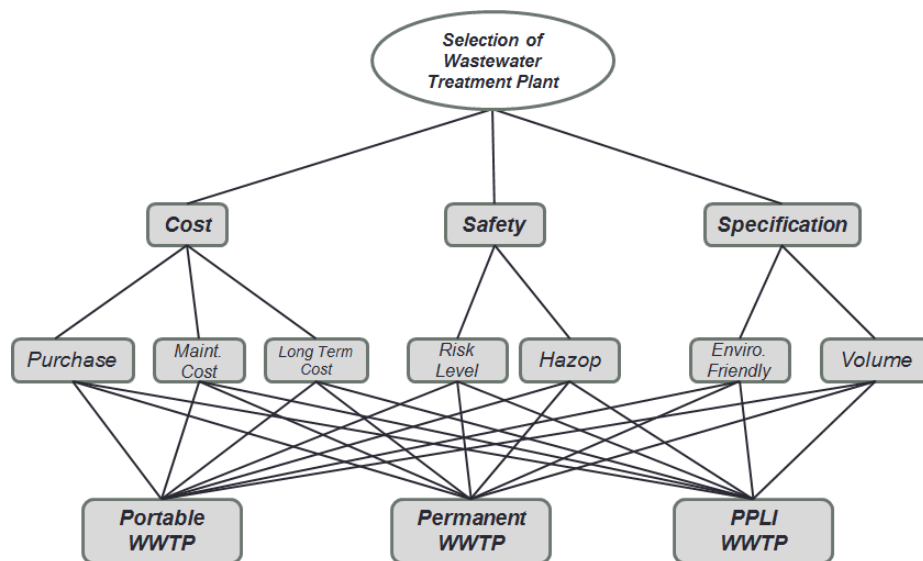 Selection of
Wastewater
Treatment Plant
Cost
Safety
Specification
Purchase
Maint.
Cost
Long Term
Cost
Risk
Level
Hazop
Enviro.
Friendly
Volume
Portable
WWTP
Permanent
WWTP
PPLI
WWTP